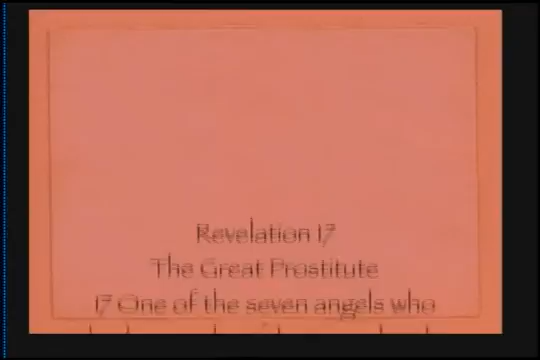 Revelation 17
The Great Prostitute
17 One of the seven angels who